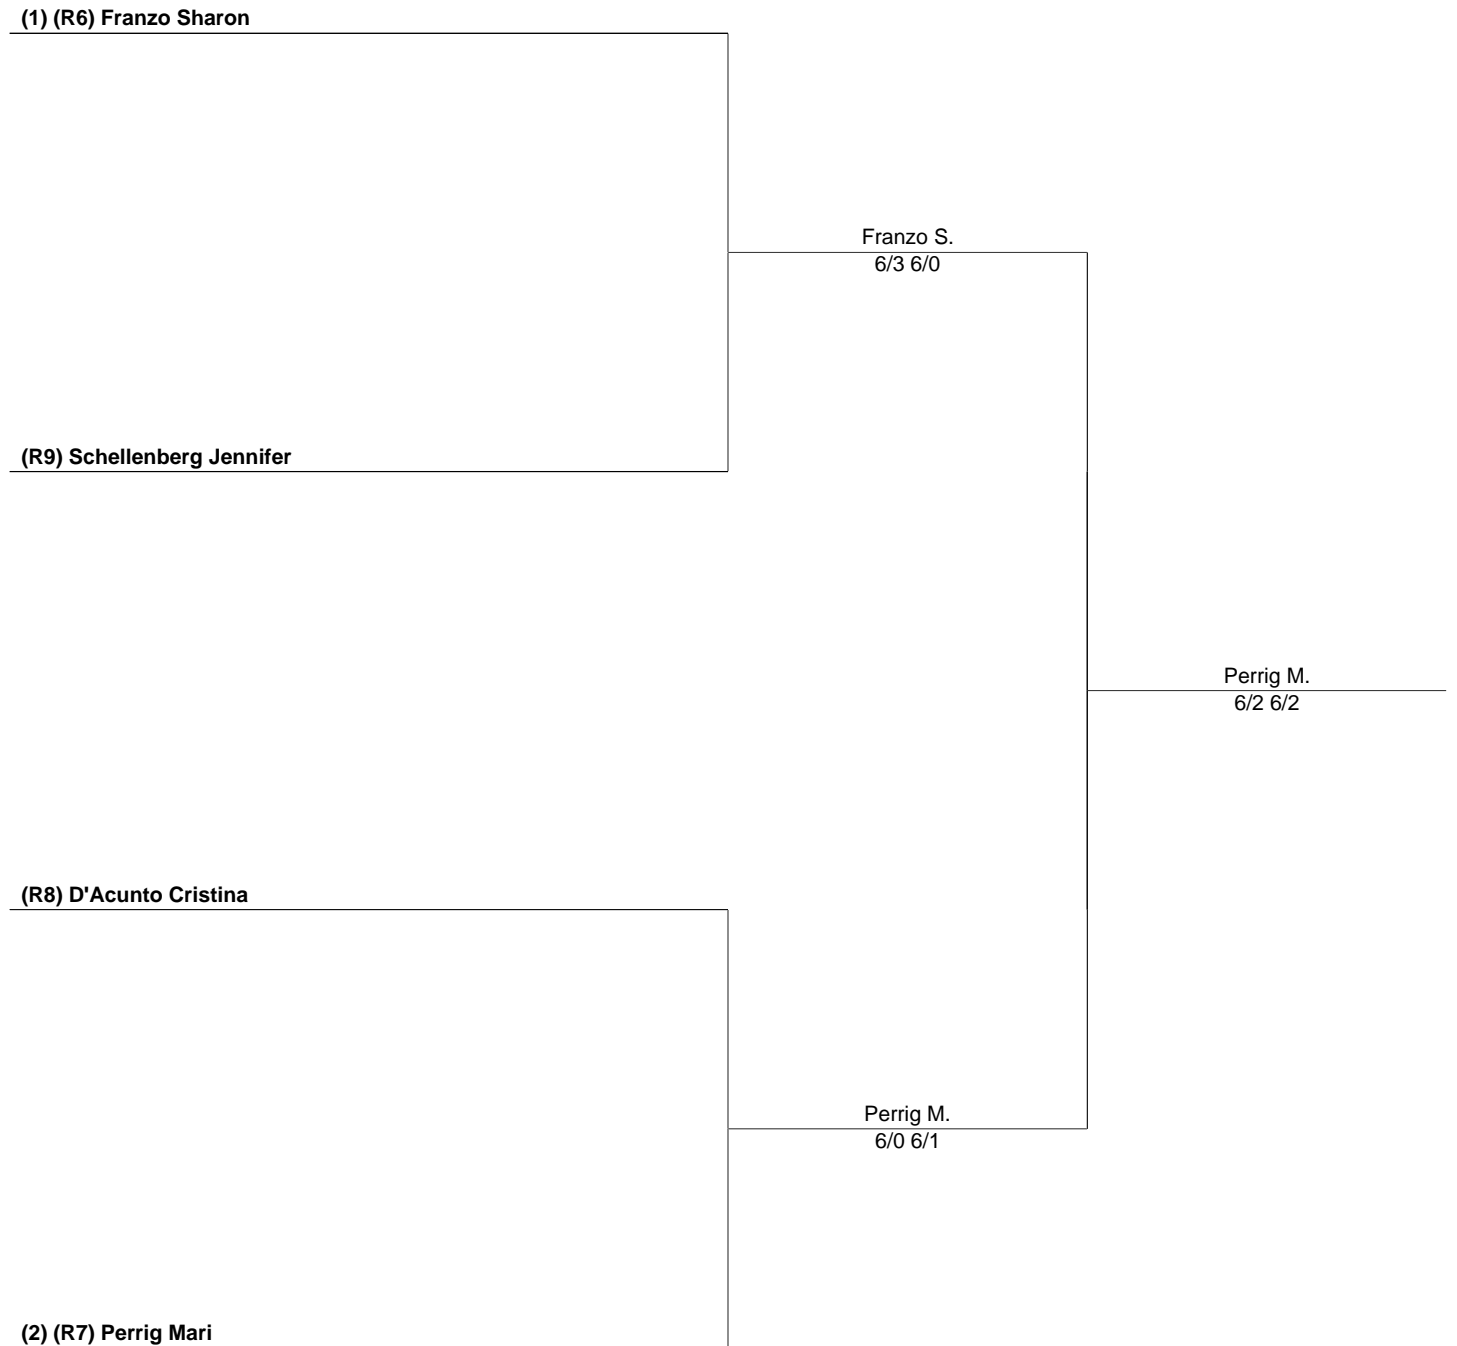 (1) (R6) Franzo Sharon
Franzo S.
6/3 6/0
(R9) Schellenberg Jennifer
Perrig M.
6/2 6/2
(R8) D'Acunto Cristina
Perrig M.
6/0 6/1
(2) (R7) Perrig Mari